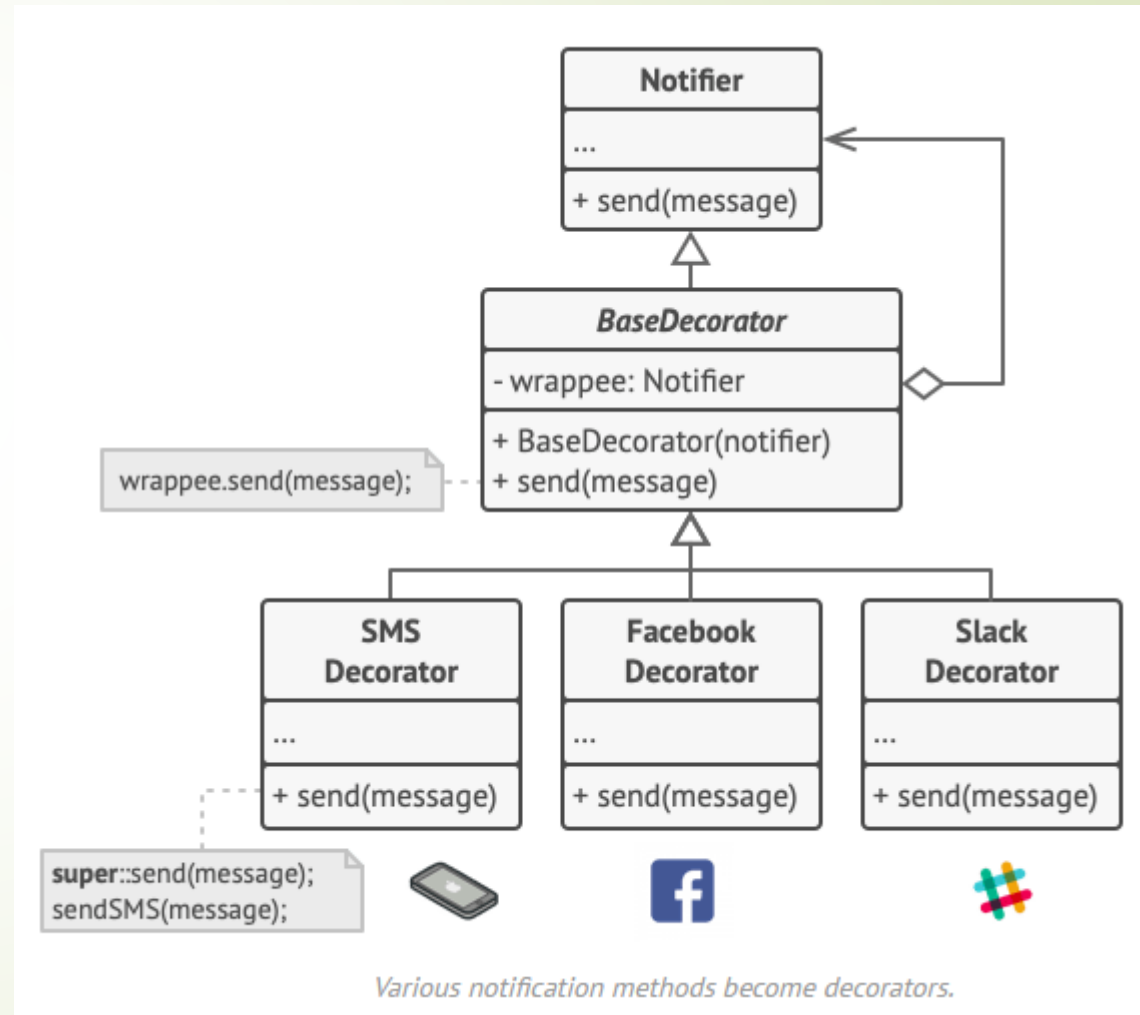 Notifier
...
+ send(message)
BaseDecorator
- wrappee: Notifier
+ BaseDecorator(notifier)
+ send(message)
wrappee.send(message);
SMS
Decorator
...
+ send(message)
Facebook
Decorator
...
+ send(message)
Slack
Decorator
...
+ send(message)
super::send(message);
sendSMS(message);
f
Various notification methods become decorators.